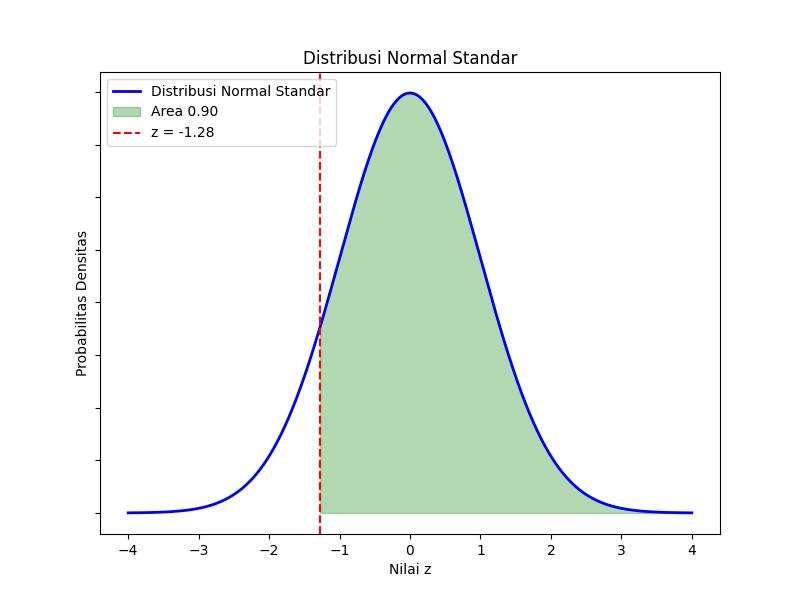 Distribusi Normal Standar
Distribusi Normal Standar
Area 0.90
z = -1.28
Probabilitas Densitas
−4
−3
−2
−1
0
1
2
3
4
Nilai z